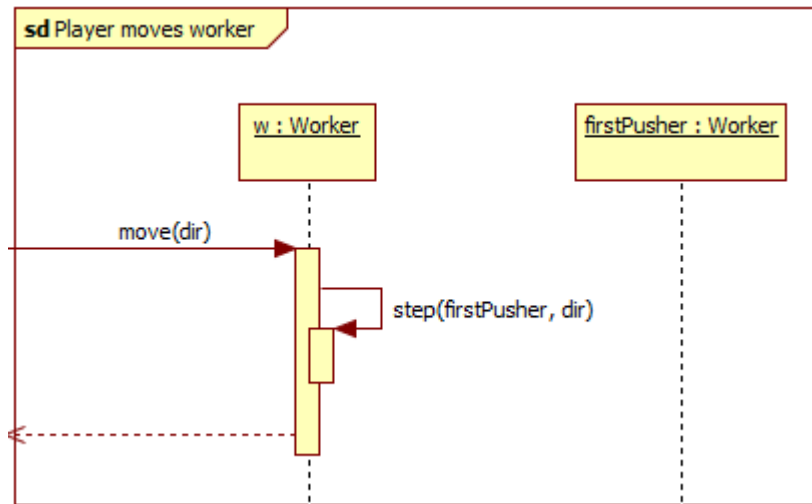 sd Player moves worker
w : Worker
firstPusher : Worker
move(dir)
step(firstPusher, dir)